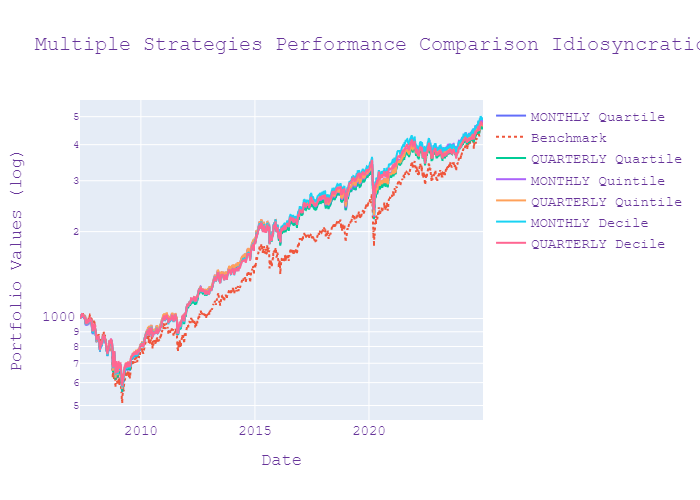 Multiple Strategies Performance Comparison Idiosyncratic
5
4
3
2
1000
9
8
7
6
5
Portfolio Values (log)
2010
2015
2020
Date
MONTHLY Quartile
Benchmark
QUARTERLY Quartile
MONTHLY Quintile
QUARTERLY Quintile
MONTHLY Decile
QUARTERLY Decile